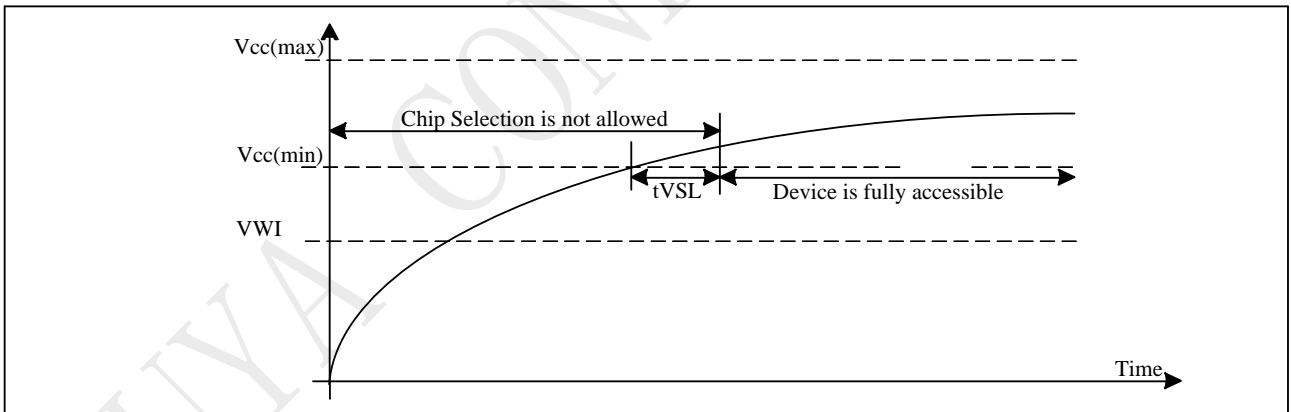 Vcc(max)
Chip Selection is not allowed
Vcc(min)
tVSL
Device is fully accessible
VWI
Time